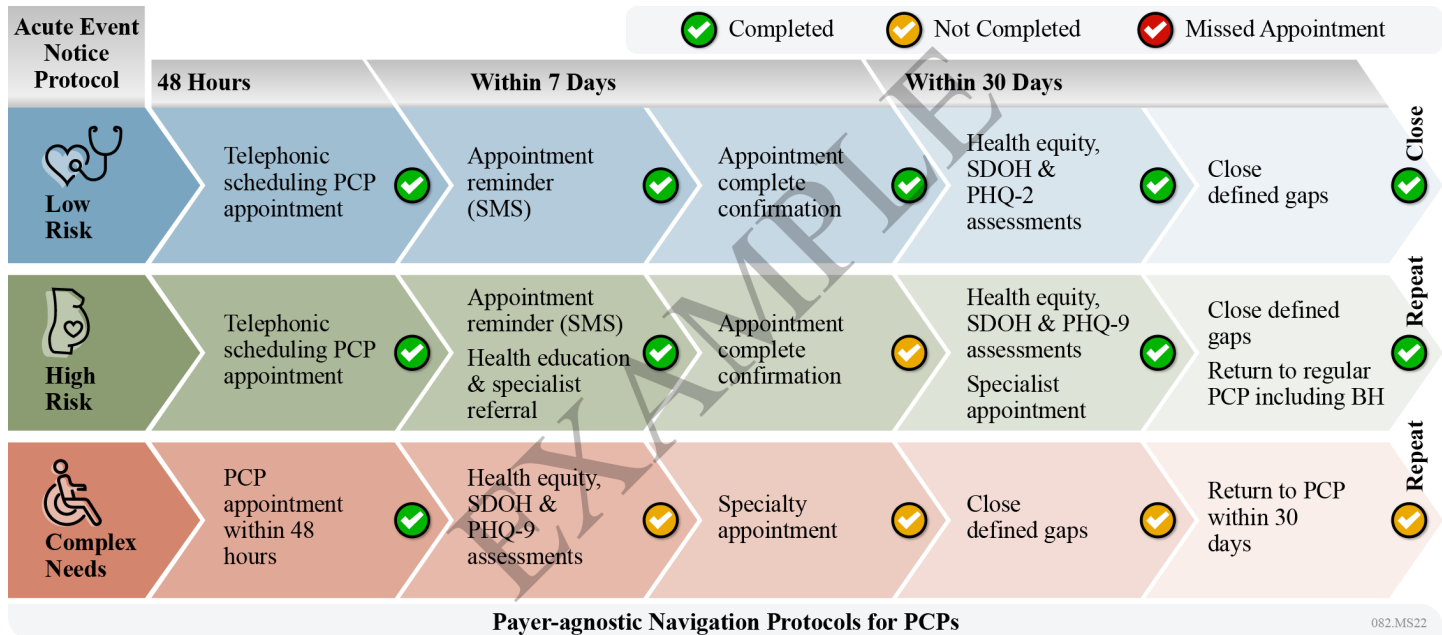 Acute Event
Notice
Protocol
Completed
Not Completed
Missed Appointment
48 Hours
Within 7 Days
Within 30 Days
Low
Risk
Telephonic
scheduling PCP
appointment
Appointment
reminder
(SMS)
Appointment
complete
confirmation
Health equity,
SDOH &
PHQ-2
assessments
Close
defined gaps
Close
High
Risk
Telephonic
scheduling PCP
appointment
Appointment
reminder (SMS)
Health education
& specialist
referral
Appointment
complete
confirmation
Health equity,
SDOH & PHQ-9
assessments
Specialist
appointment
Close defined
gaps
Return to regular
PCP including BH
Repeat
Complex
Needs
PCP
appointment
within 48
hours
Health equity,
SDOH &
PHQ-9
assessments
Specialty
appointment
Close
defined gaps
Return to PCP
within 30
days
Repeat
EXAMPLE
Payer-agnostic Navigation Protocols for PCPs
082.MS22